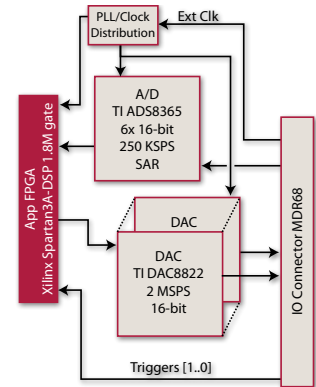 PLL/Clock
Distribution
Ext Clk
A/D
TI ADS8365
6x 16-bit
250 KSPS
SAR
App FPGA
Xilinx Spartan3A-DSP 1.8M gate
DAC
DAC
TI DAC8822
2 MSPS
16-bit
IO Connector MDR68
Triggers [1..0]